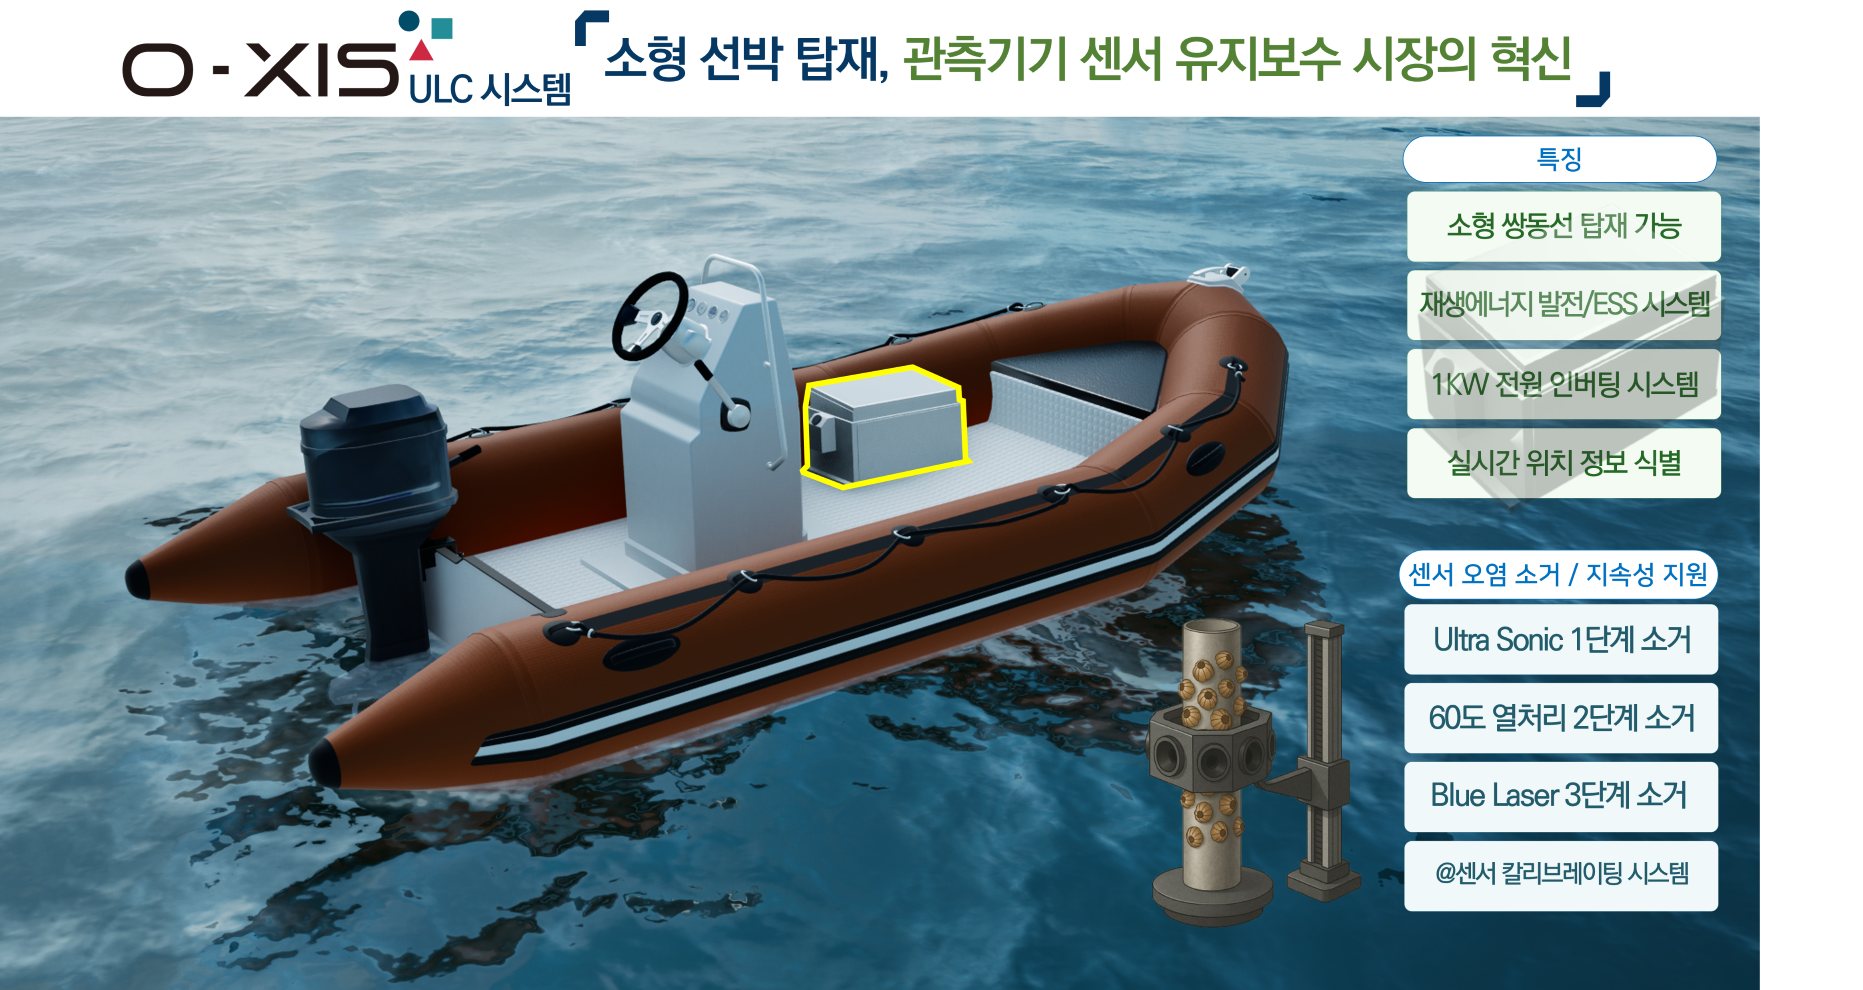 O-XIS ULC 시스템
「소형 선박 탑재, 관측기기 센서 유지보수 시장의 혁신」
특징
소형 쌍동선 탑재 가능
재생에너지 발전/ESS 시스템
1KW 전원 인버팅 시스템
실시간 위치 정보 식별
센서 오염 소거 / 지속성 지원
Ultra Sonic 1단계 소거
60도 열처리 2단계 소거
Blue Laser 3단계 소거
@센서 칼리브레이팅 시스템